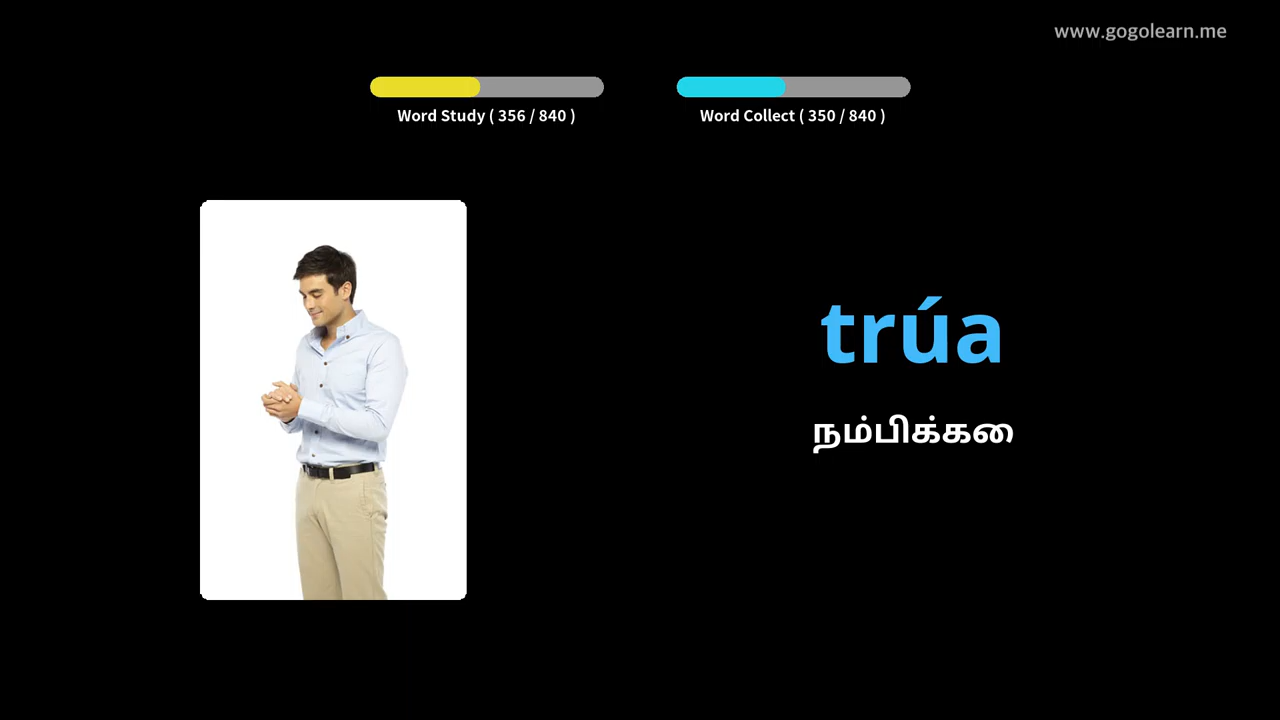 www.gogolearn.me
Word Study ( 356 / 840 )
Word Collect ( 350 / 840 )
trúa
நம்பிக்கை